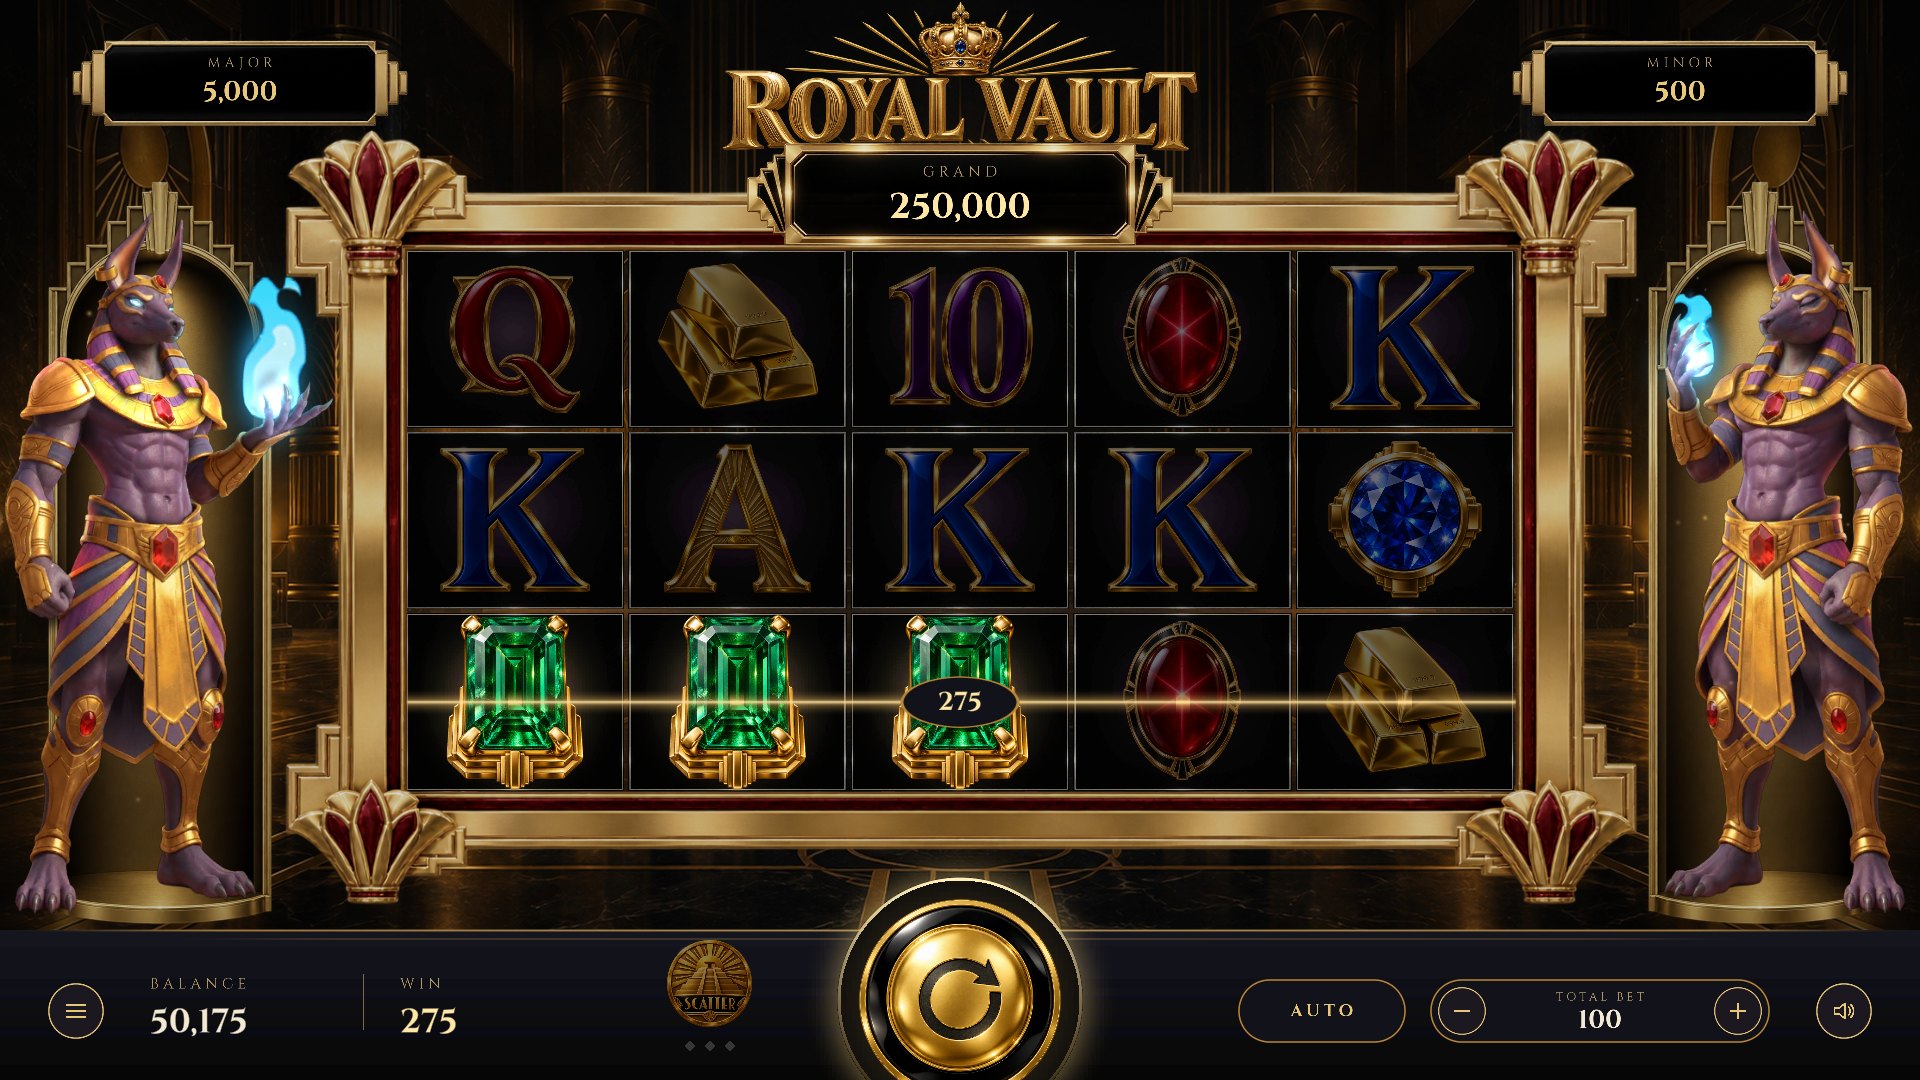 MAJOR
5,000
ROYAL VAULT
MINOR
500
GRAND
250,000
Q
10
K
K
A
K
K
275
BALANCE
50,175
WIN
275
SCATTER
AUTO
TOTAL BET
100